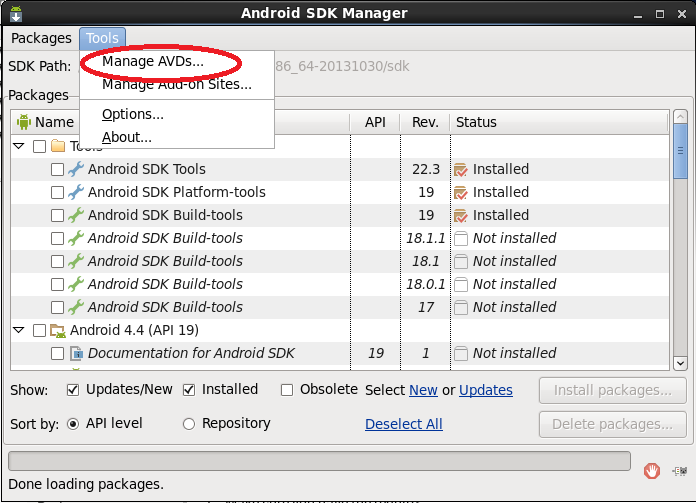 Android SDK Manager
Packages Tools
Manage AVDs...
SDK Path: 86_64-20131030/sdk
Manage Add-on Sites...
Packages
Options...
About...
Name API Rev. Status
Tools
Android SDK Tools 22.3 Installed
Android SDK Platform-tools 19 Installed
Android SDK Build-tools 19 Installed
Android SDK Build-tools 18.1.1 Not installed
Android SDK Build-tools 18.1 Not installed
Android SDK Build-tools 18.0.1 Not installed
Android SDK Build-tools 17 Not installed
Android 4.4 (API 19)
Documentation for Android SDK 19 1 Not installed
Show: Updates/New Installed Obsolete Select New or Updates Install packages...
Sort by: API level Repository Deselect All Delete packages...
Done loading packages.